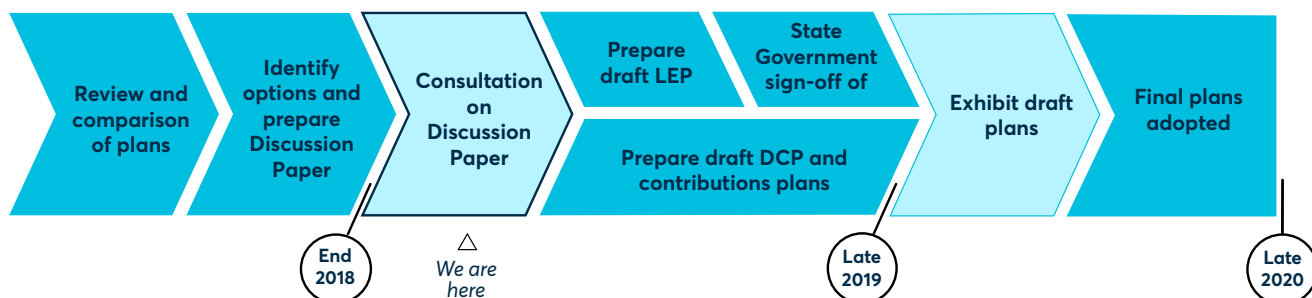 Review and
comparison
of plans
Identify
options and
prepare
Discussion
Paper
Consultation
on
Discussion
Paper
Prepare
draft LEP
State
Government
sign-off of
Prepare draft DCP and
contributions plans
Exhibit draft
plans
Final plans
adopted
End
2018
We are
here
Late
2019
Late
2020